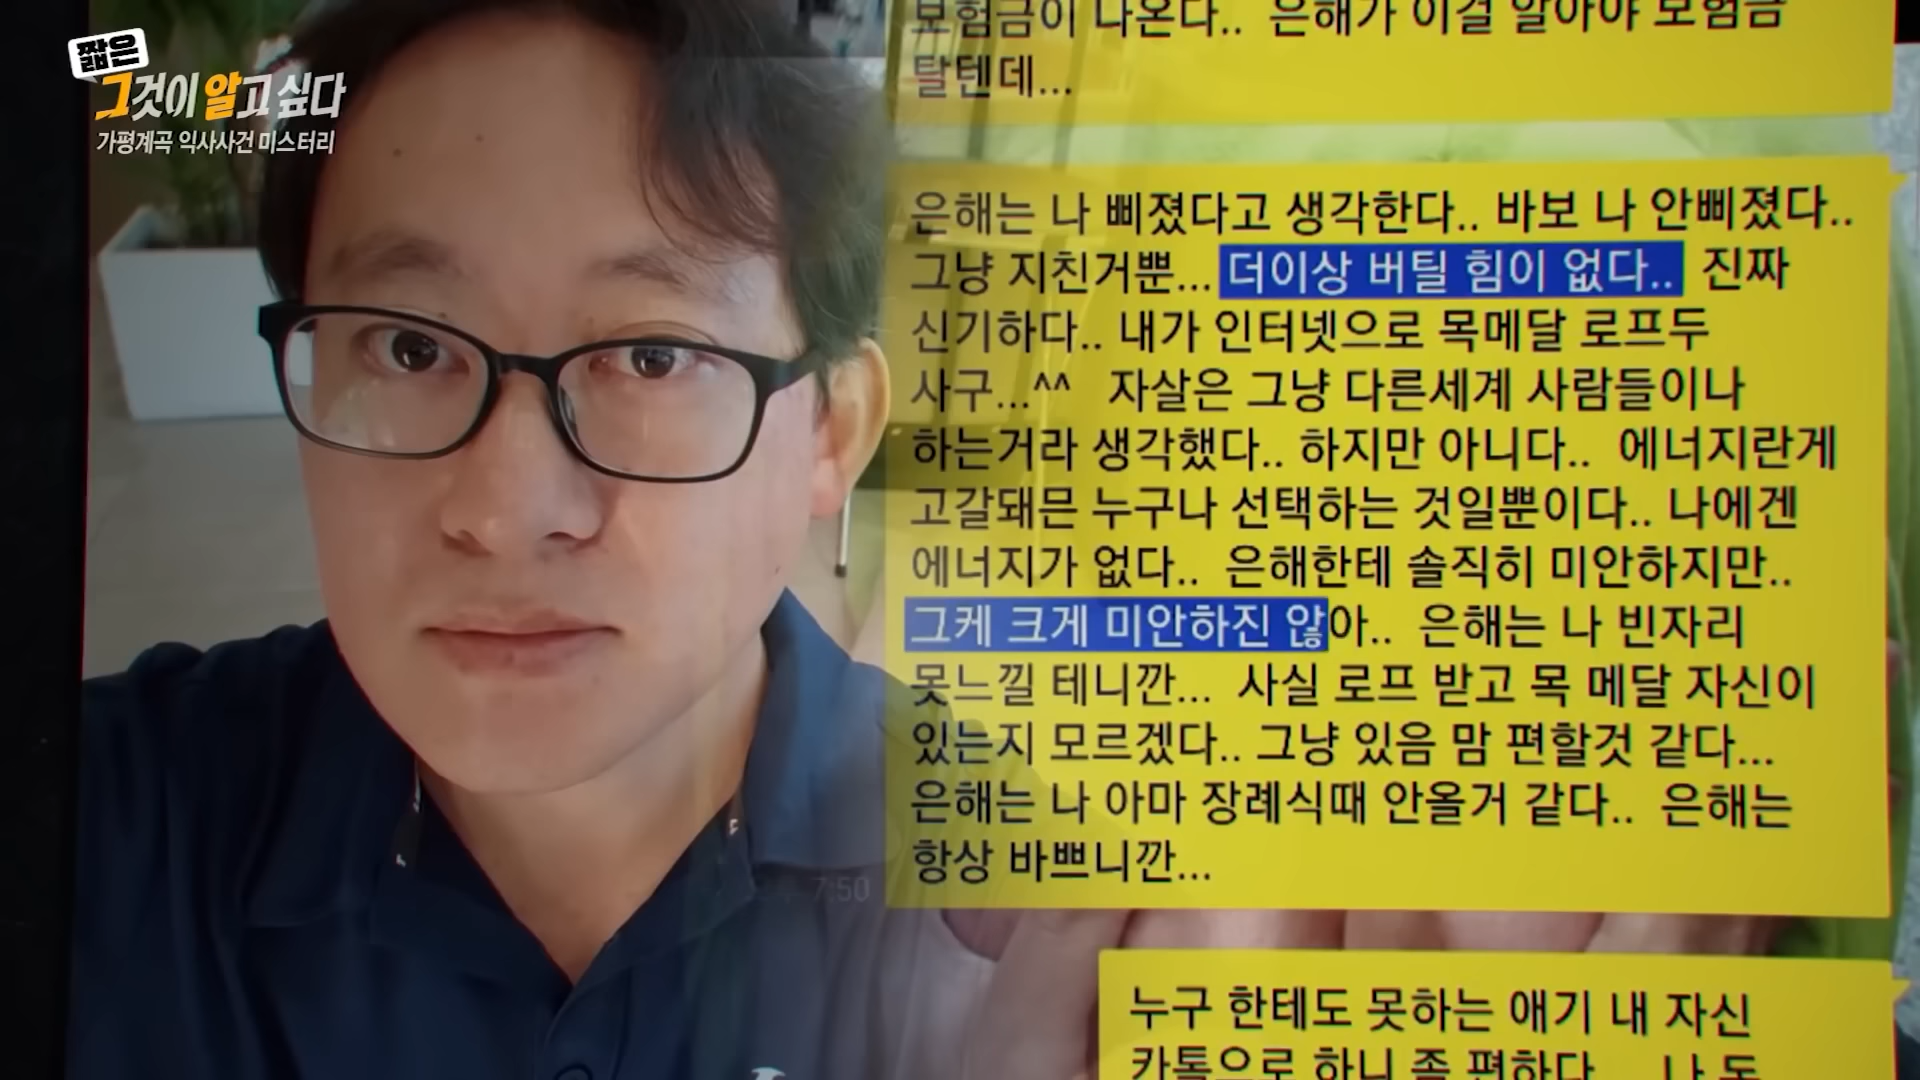 짧은
그것이 알고 싶다
가평계곡 익사사건 미스터리
보험금이 나온다.. 은해가 이걸 알아야 보험금
탈텐데...
은해는 나 삐졌다고 생각한다.. 바보 나 안삐졌다..
그냥 지친거뿐... 더이상 버틸 힘이 없다.. 진짜
신기하다.. 내가 인터넷으로 목메달 로프두
사구...^^ 자살은 그냥 다른세계 사람들이나
하는거라 생각했다.. 하지만 아니다.. 에너지란게
고갈돼믄 누구나 선택하는 것일뿐이다.. 나에겐
에너지가 없다.. 은해한테 솔직히 미안하지만..
그케 크게 미안하진 않아.. 은해는 나 빈자리
못느낄 테니깐... 사실 로프 받고 목 메달 자신이
있는지 모르겠다.. 그냥 있음 맘 편할것 같다...
은해는 나 아마 장례식때 안올거 같다.. 은해는
항상 바쁘니깐...
7:50
누구 한테도 못하는 얘기 내 자신
카톡으로 하니 좀 편하다 나 도